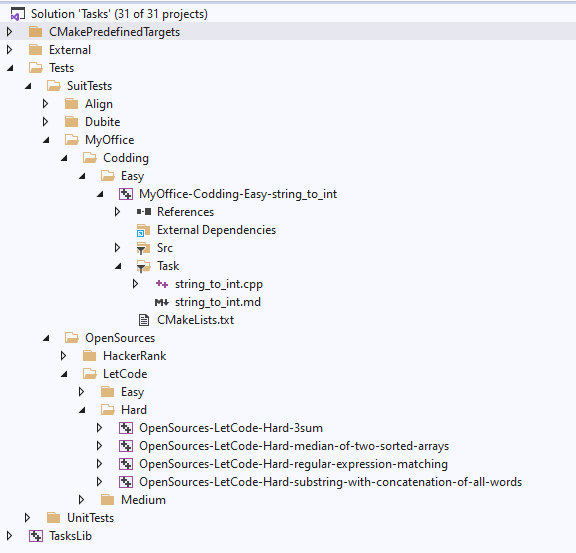 Solution 'Tasks' (31 of 31 projects)
CMakePredefinedTargets
External
Tests
SuitTests
Align
Dubite
MyOffice
Codding
Easy
MyOffice-Codding-Easy-string_to_int
References
External Dependencies
Src
Task
string_to_int.cpp
string_to_int.md
CMakeLists.txt
OpenSources
HackerRank
LetCode
Easy
Hard
OpenSources-LetCode-Hard-3sum
OpenSources-LetCode-Hard-median-of-two-sorted-arrays
OpenSources-LetCode-Hard-regular-expression-matching
OpenSources-LetCode-Hard-substring-with-concatenation-of-all-words
Medium
UnitTests
TasksLib